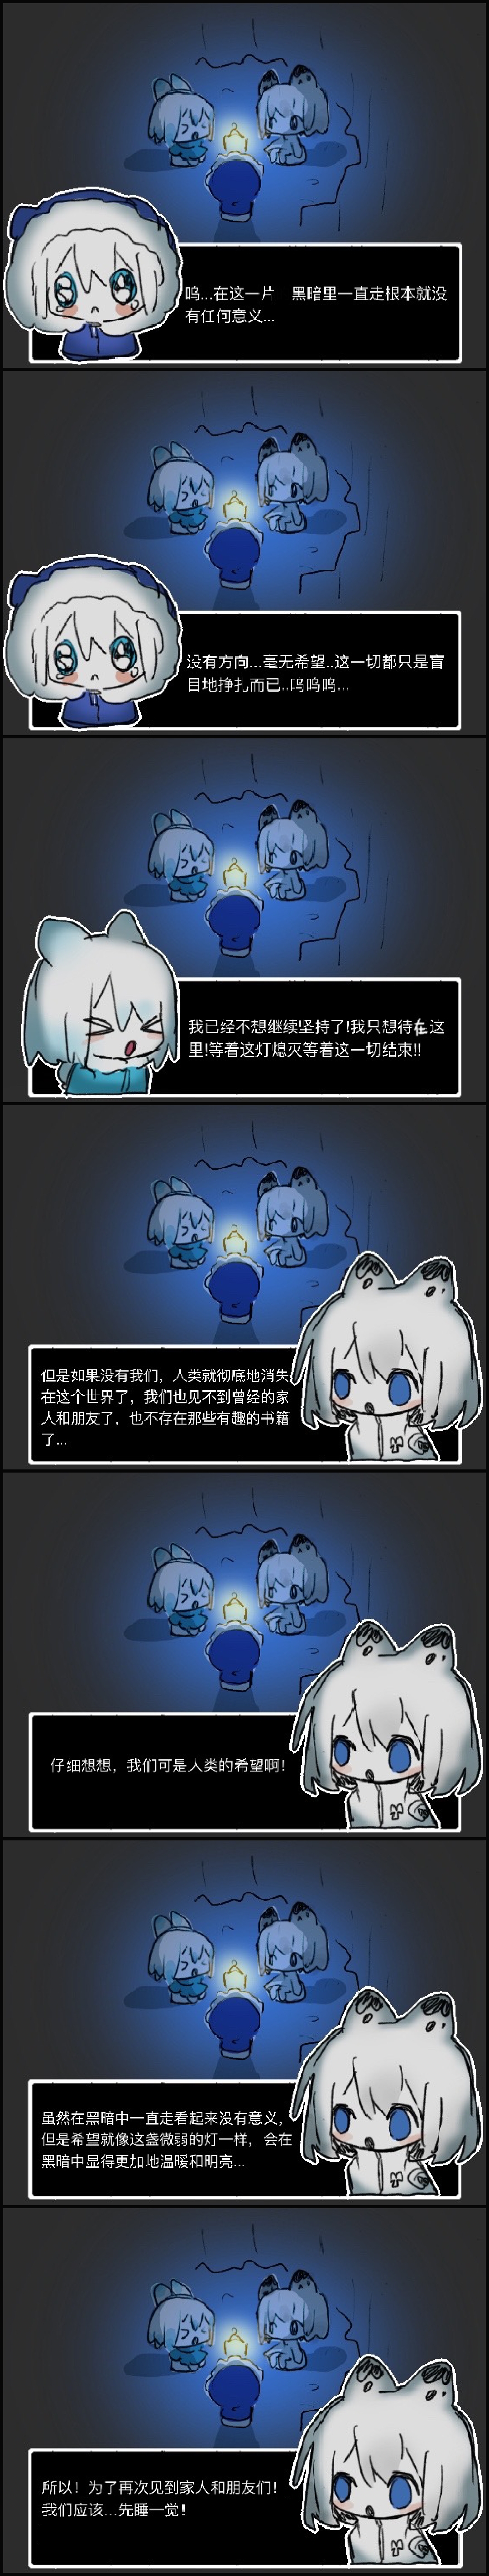 呜...在这一片　黑暗里一直走根本就没
有任何意义...
没有方向...毫无希望..这一切都只是盲
目地挣扎而已..呜呜呜...
我已经不想继续坚持了!我只想待在这
里!等着这灯熄灭等着这一切结束!!
但是如果没有我们，人类就彻底地消失
在这个世界了，我们也见不到曾经的家
人和朋友了，也不存在那些有趣的书籍
了...
仔细想想，我们可是人类的希望啊！
虽然在黑暗中一直走看起来没有意义，
但是希望就像这盏微弱的灯一样，会在
黑暗中显得更加地温暖和明亮...
所以！为了再次见到家人和朋友们！
我们应该...先睡一觉！